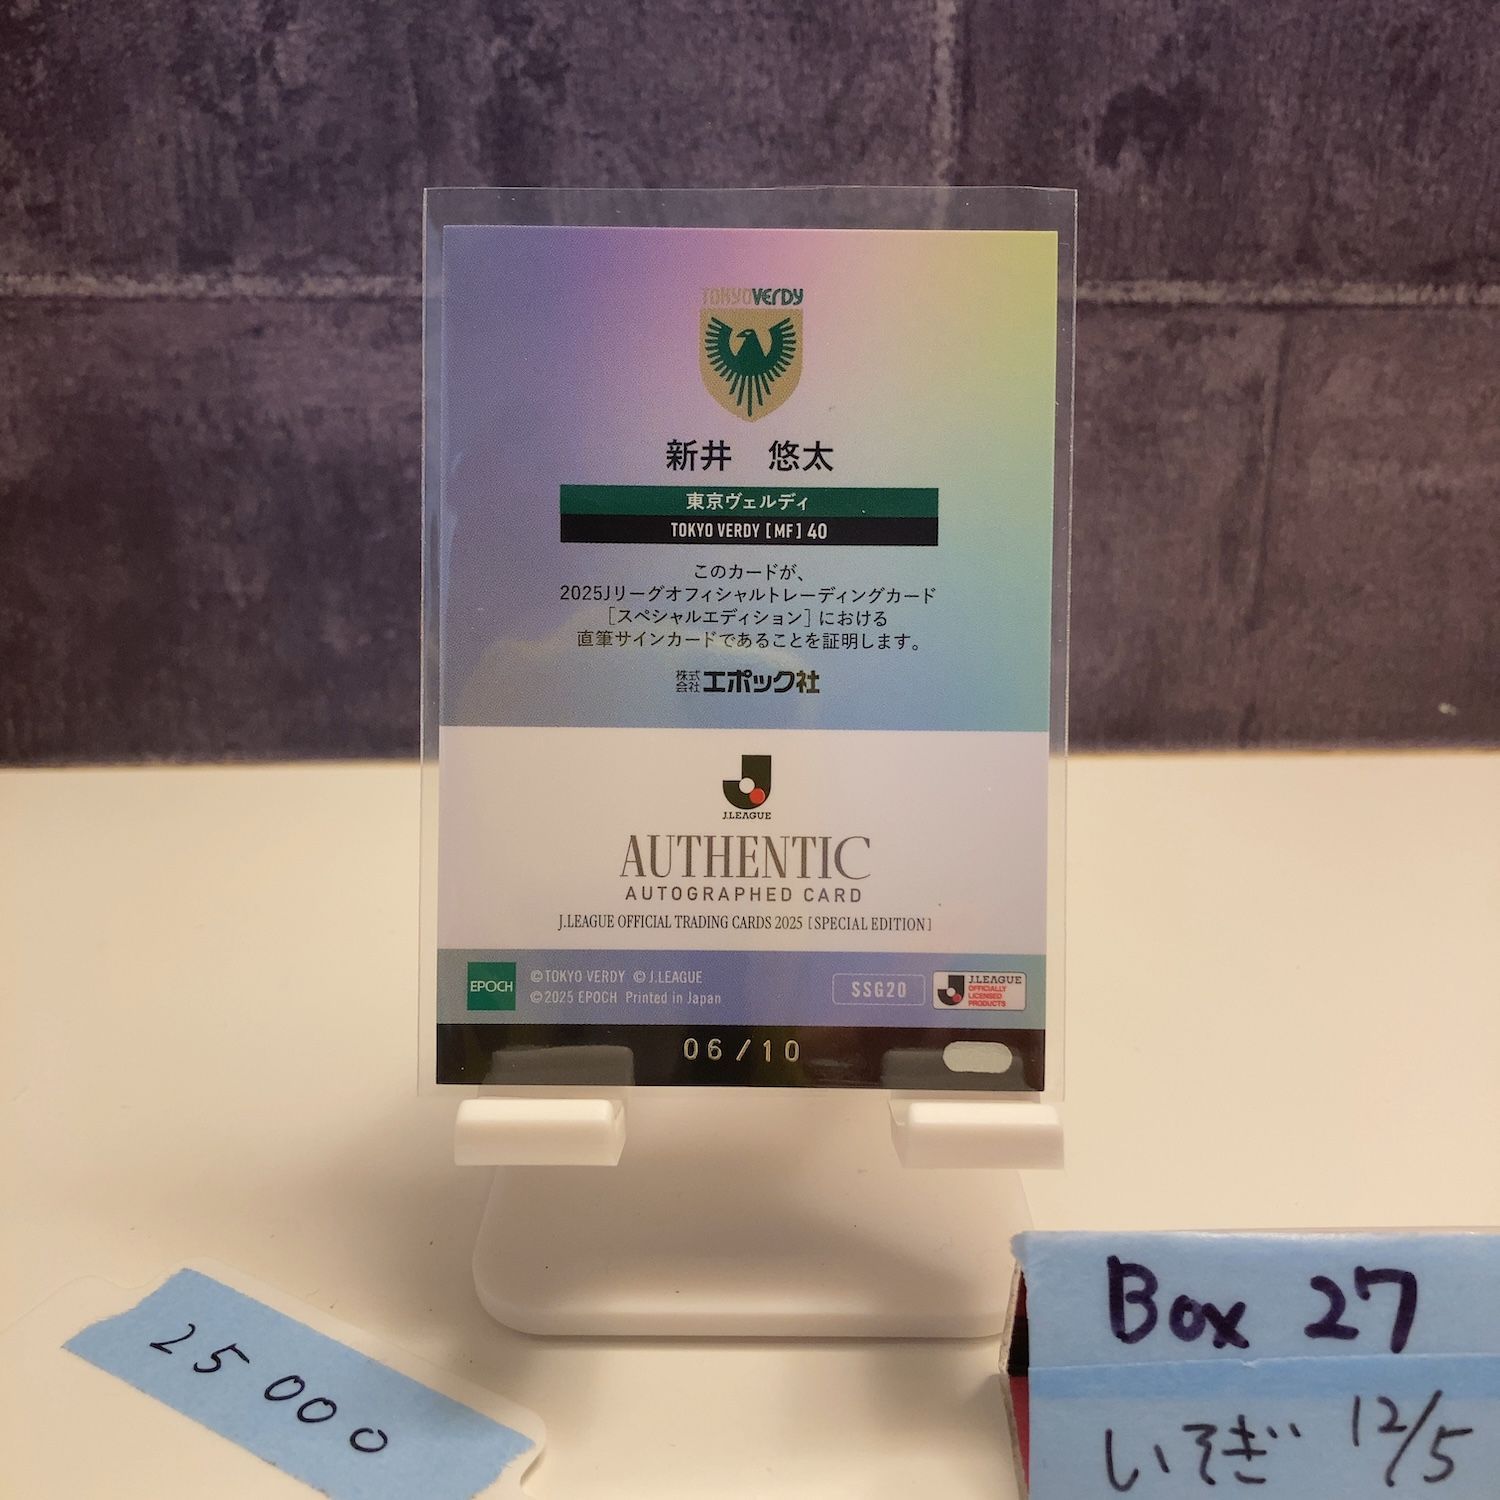 TOKYO VERDY
新井　悠太
東京ヴェルディ
TOKYO VERDY [MF] 40
このカードが、
2025Jリーグオフィシャルトレーディングカード
[スペシャルエディション] における
直筆サインカードであることを証明します。
株式会社エポック社
J.LEAGUE
AUTHENTIC
AUTOGRAPHED CARD
J.LEAGUE OFFICIAL TRADING CARDS 2025 [SPECIAL EDITION]
EPOCH
©TOKYO VERDY © J.LEAGUE
©2025 EPOCH Printed in Japan
SSG20
J.LEAGUE
OFFICIALLY
LICENSED
PRODUCTS
06/10
25000
Box 27
いそぎ 12/5